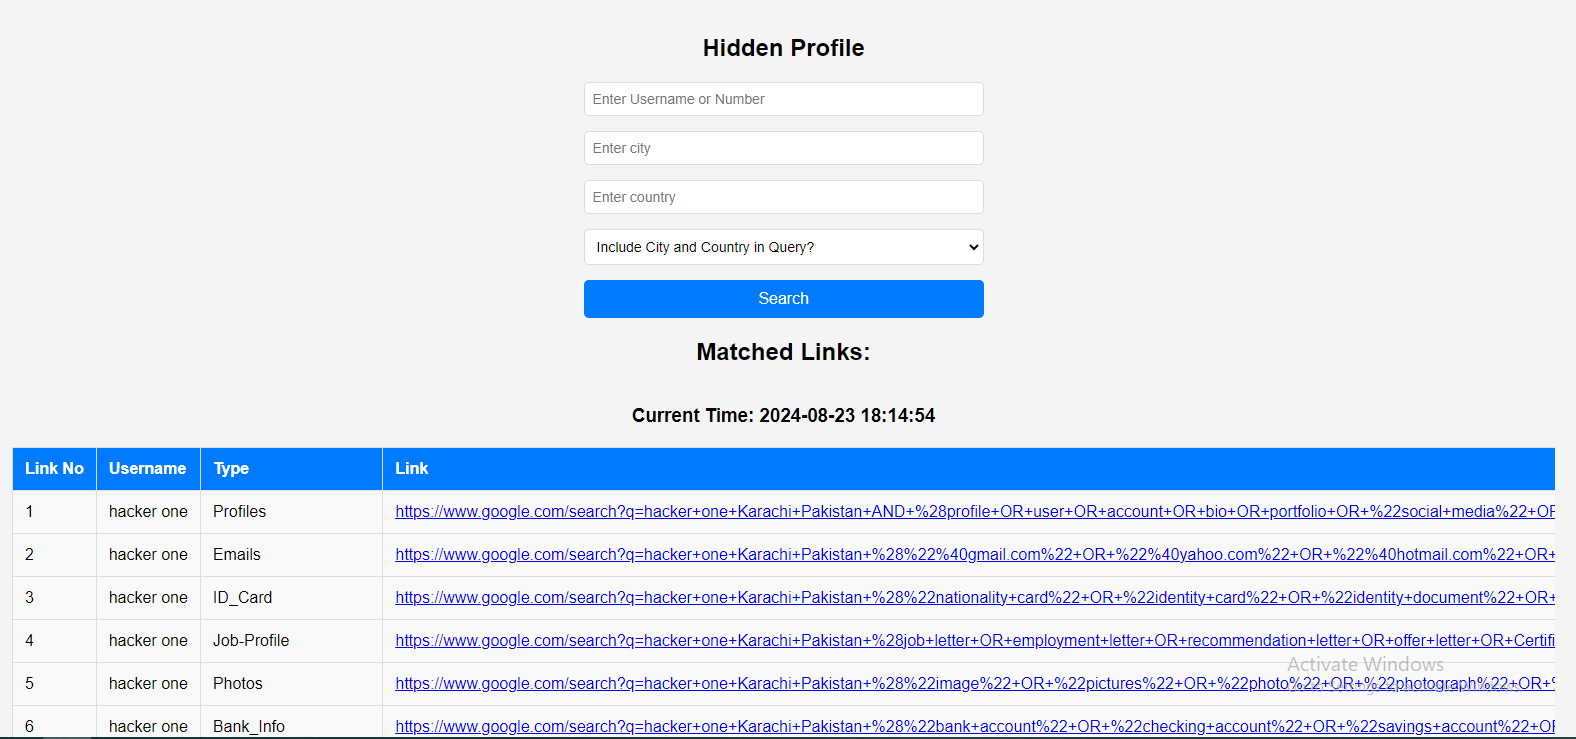 Hidden Profile
Enter Username or Number
Enter city
Enter country
Include City and Country in Query?
Search
Matched Links:
Current Time: 2024-08-23 18:14:54
Link No Username Type Link
1 hacker one Profiles https://www.google.com/search?q=hacker+one+Karachi+Pakistan+AND+%28profile+OR+user+OR+account+OR+bio+OR+portfolio+OR+%22social+media%22+OR
2 hacker one Emails https://www.google.com/search?q=hacker+one+Karachi+Pakistan+%28%22%40gmail.com%22+OR+%22%40yahoo.com%22+OR+%22%40hotmail.com%22+OR+
3 hacker one ID_Card https://www.google.com/search?q=hacker+one+Karachi+Pakistan+%28%22nationality+card%22+OR+%22identity+card%22+OR+%22identity+document%22+OR+
4 hacker one Job-Profile https://www.google.com/search?q=hacker+one+Karachi+Pakistan+%28job+letter+OR+employment+letter+OR+recommendation+letter+OR+offer+letter+OR+Certifi
Activate Windows
5 hacker one Photos https://www.google.com/search?q=hacker+one+Karachi+Pakistan+%28%22image%22+OR+%22pictures%22+OR+%22photo%22+OR+%22photograph%22+OR+%
6 hacker one Bank_Info https://www.google.com/search?q=hacker+one+Karachi+Pakistan+%28%22bank+account%22+OR+%22checking+account%22+OR+%22savings+account%22+OR